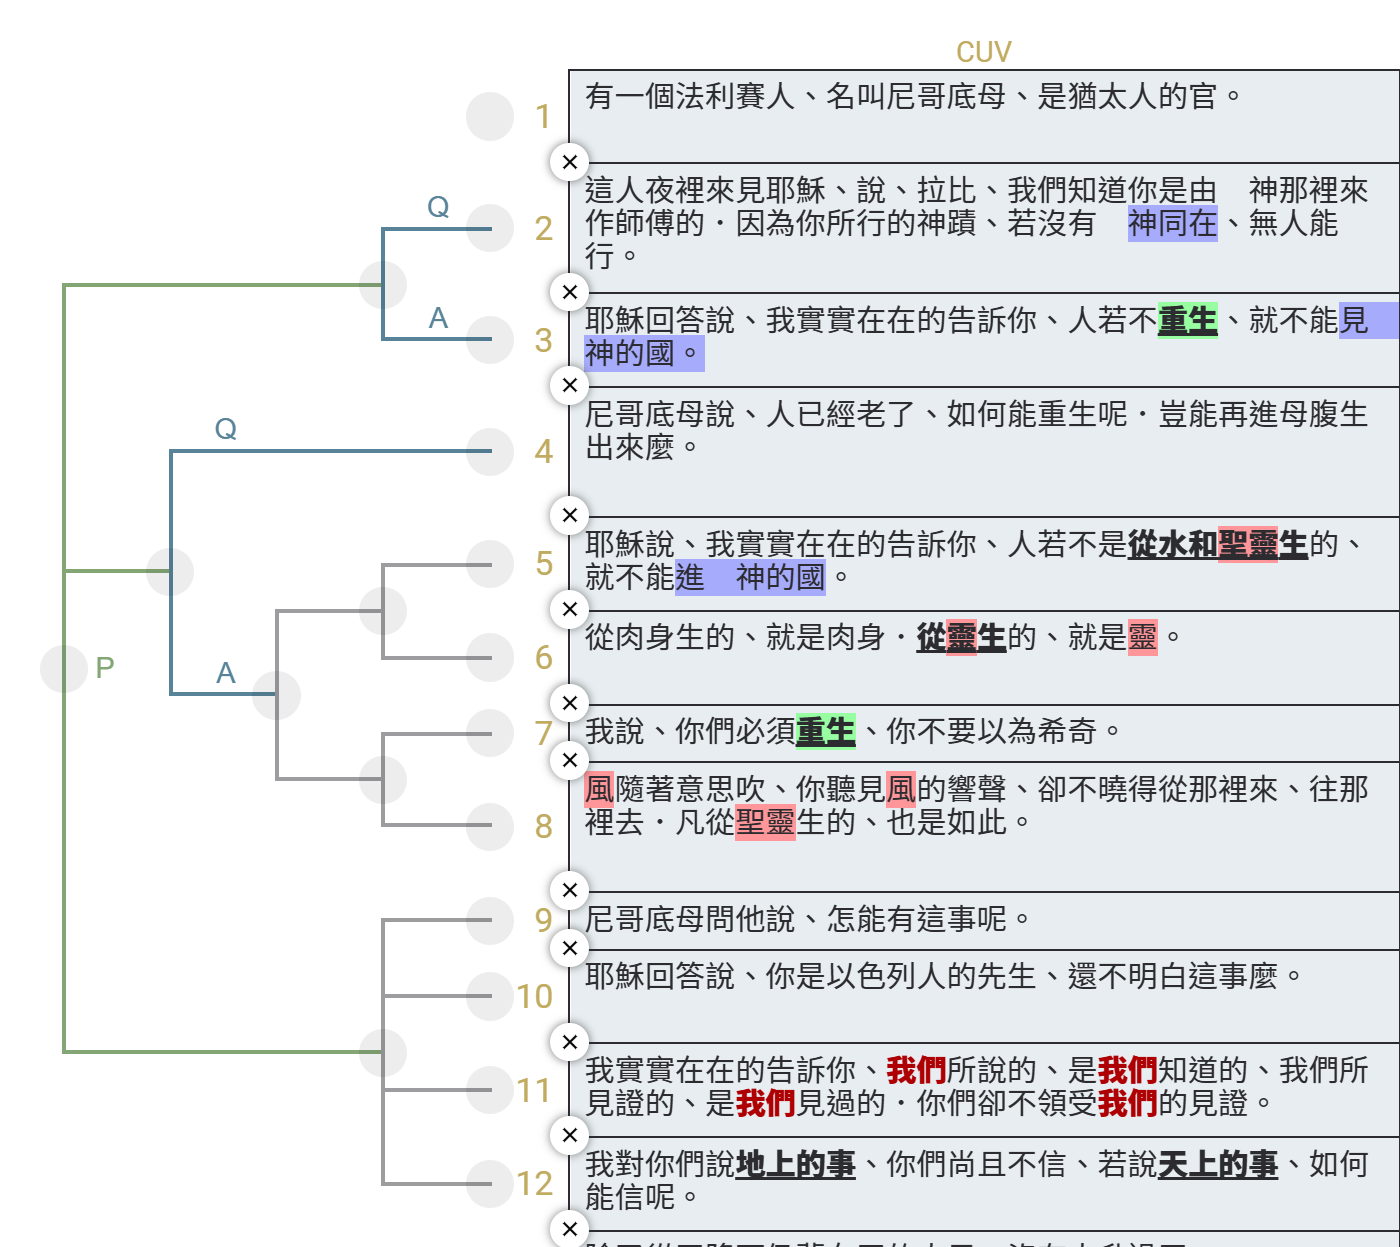 CUV
1 有一個法利賽人、名叫尼哥底母、是猶太人的官。
Q
2 這人夜裡來見耶穌、說、拉比、我們知道你是由　神那裡來
作師傅的．因為你所行的神蹟、若沒有　神同在、無人能
行。
A
3 耶穌回答說、我實實在在的告訴你、人若不重生、就不能見
神的國。
Q
4 尼哥底母說、人已經老了、如何能重生呢．豈能再進母腹生
出來麼。
5 耶穌說、我實實在在的告訴你、人若不是從水和聖靈生的、
就不能進　神的國。
6 從肉身生的、就是肉身．從靈生的、就是靈。
P
A
7 我說、你們必須重生、你不要以為希奇。
8 風隨著意思吹、你聽見風的響聲、卻不曉得從那裡來、往那
裡去．凡從聖靈生的、也是如此。
9 尼哥底母問他說、怎能有這事呢。
10 耶穌回答說、你是以色列人的先生、還不明白這事麼。
11 我實實在在的告訴你、我們所說的、是我們知道的、我們所
見證的、是我們見過的．你們卻不領受我們的見證。
12 我對你們說地上的事、你們尚且不信、若說天上的事、如何
能信呢。